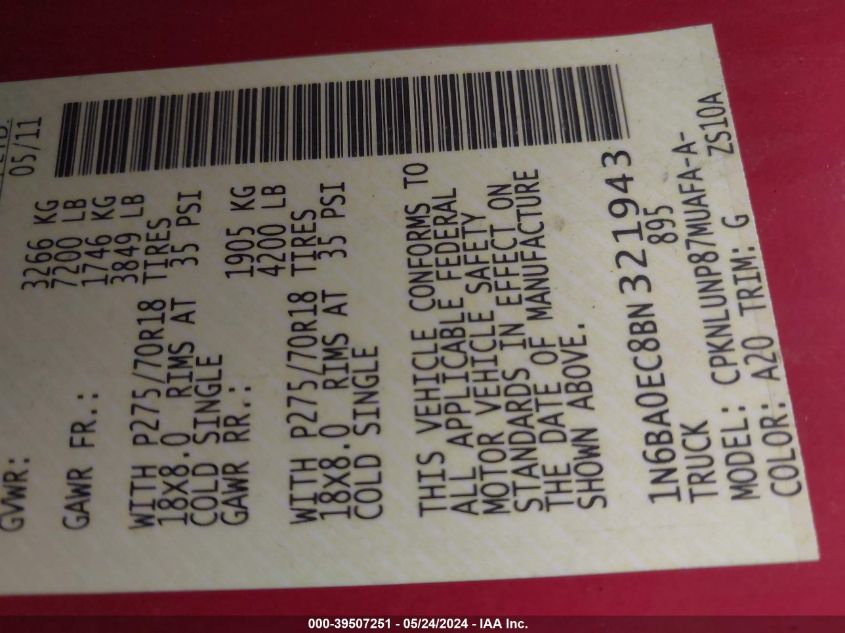 LTD.
05/11
GVWR: 3266 KG
7200 LB
GAWR FR.: 1746 KG
3849 LB
WITH P275/70R18 TIRES
18X8.0 RIMS AT 35 PSI
COLD SINGLE
GAWR RR.: 1905 KG
4200 LB
WITH P275/70R18 TIRES
18X8.0 RIMS AT 35 PSI
COLD SINGLE
THIS VEHICLE CONFORMS TO
ALL APPLICABLE FEDERAL
MOTOR VEHICLE SAFETY
STANDARDS IN EFFECT ON
THE DATE OF MANUFACTURE
SHOWN ABOVE.
1N6BA0EC8BN321943
TRUCK 895
MODEL: CPKNLUNP87MUAFA-A-
COLOR: A20 TRIM: G ZS10A
000-39507251 - 05/24/2024 - IAA Inc.